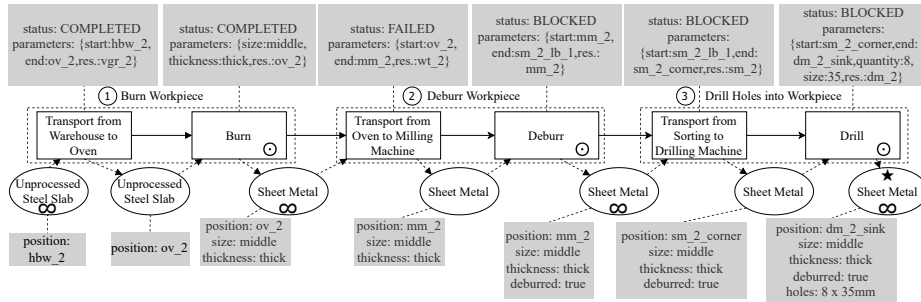 status: COMPLETED
parameters: {start:hbw_2,
end:ov_2,res.:vgr_2}
status: COMPLETED
parameters: {size:middle,
thickness:thick,res.:ov_2}
status: FAILED
parameters: {start:ov_2,
end:mm_2,res.:wt_2}
status: BLOCKED
parameters: {start:mm_2,
end:sm_2_lb_1,res.:
mm_2}
status: BLOCKED
parameters:
{start:sm_2_lb_1,end:
sm_2_corner,res.:sm_2}
status: BLOCKED
parameters:
{start:sm_2_corner,end:
dm_2_sink,quantity:8,
size:35,res.:dm_2}
1 Burn Workpiece
2 Deburr Workpiece
3 Drill Holes into Workpiece
Transport from
Warehouse to
Oven
Burn
Transport from
Oven to Milling
Machine
Deburr
Transport from
Sorting to
Drilling Machine
Drill
Unprocessed
Steel Slab
∞
Unprocessed
Steel Slab
Sheet Metal
∞
Sheet Metal
Sheet Metal
∞
Sheet Metal
★
Sheet Metal
∞
position:
hbw_2
position: ov_2
position: ov_2
size: middle
thickness: thick
position: mm_2
size: middle
thickness: thick
position: mm_2
size: middle
thickness: thick
deburred: true
position: sm_2_corner
size: middle
thickness: thick
deburred: true
position: dm_2_sink
size: middle
thickness: thick
deburred: true
holes: 8 x 35mm